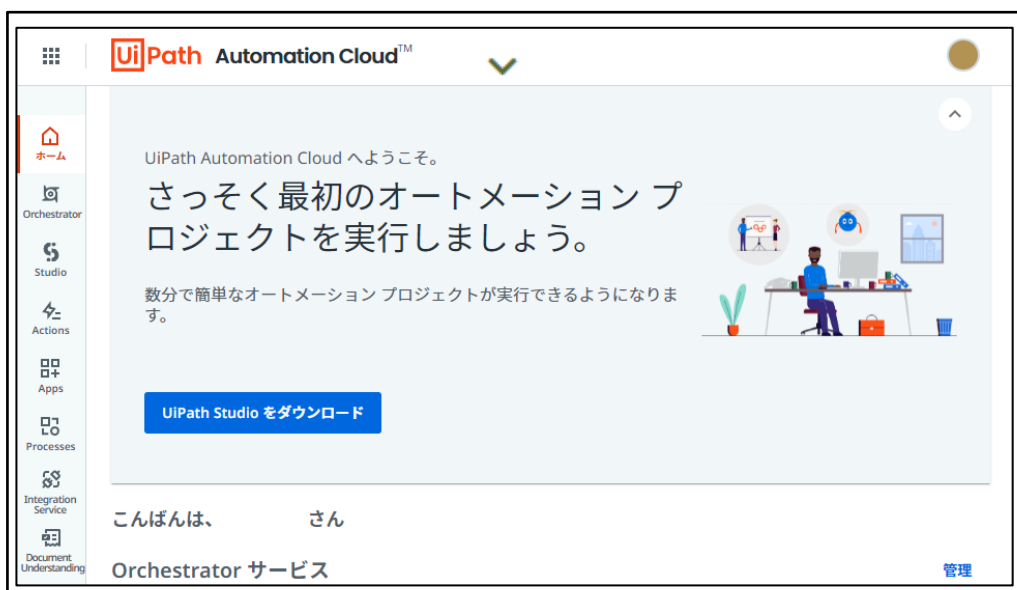 UiPath Automation Cloud™
ホーム
Orchestrator
Studio
Actions
Apps
Processes
Integration
Service
Document
Understanding
UiPath Automation Cloud へようこそ。
さっそく最初のオートメーション プ
ロジェクトを実行しましょう。
数分で簡単なオートメーション プロジェクトが実行できるようになりま
す。
UiPath Studio をダウンロード
こんばんは、 さん
Orchestrator サービス 管理